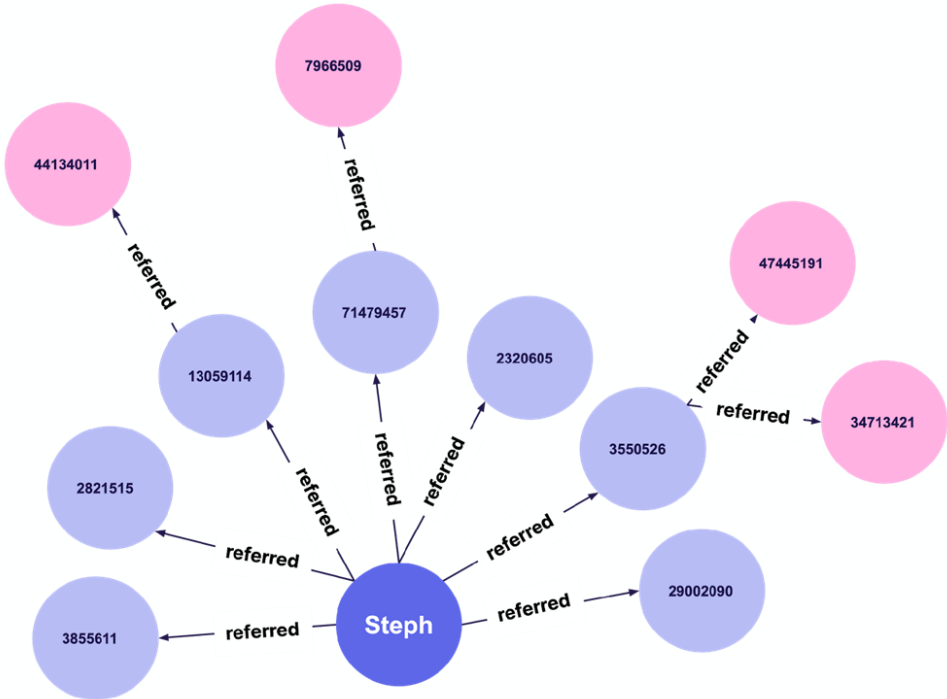 7966509
44134011
referred
47445191
referred
71479457
referred
2320605
13059114
referred
34713421
3550526
referred
referred
2821515
referred
referred
referred
29002090
referred
referred
Steph
3855611